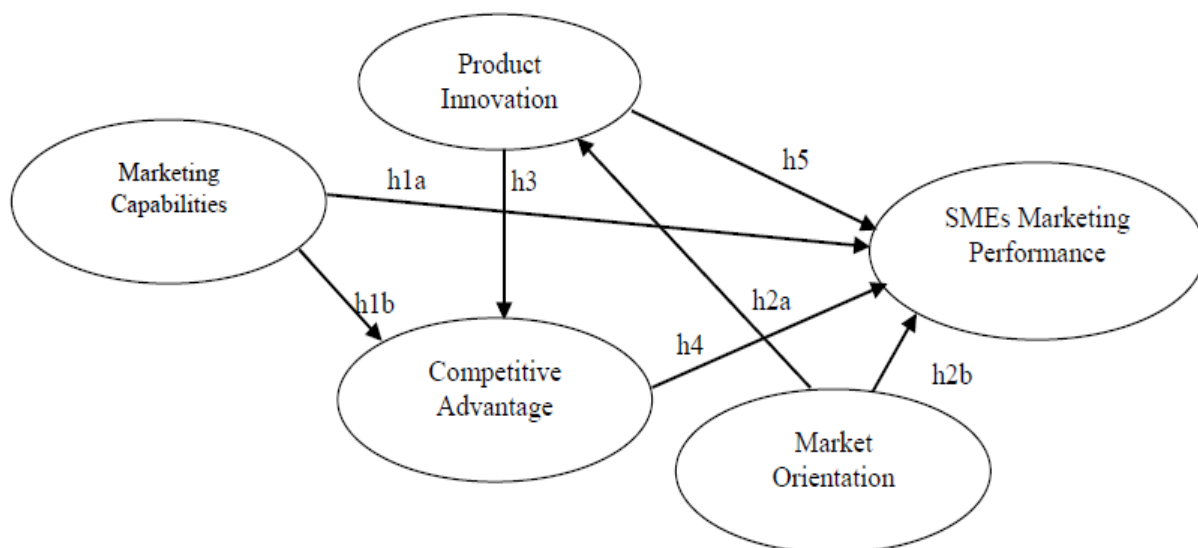 Product
Innovation
Marketing
Capabilities
h1a
h3
h5
SMEs Marketing
Performance
h1b
h2a
h4
h2b
Competitive
Advantage
Market
Orientation